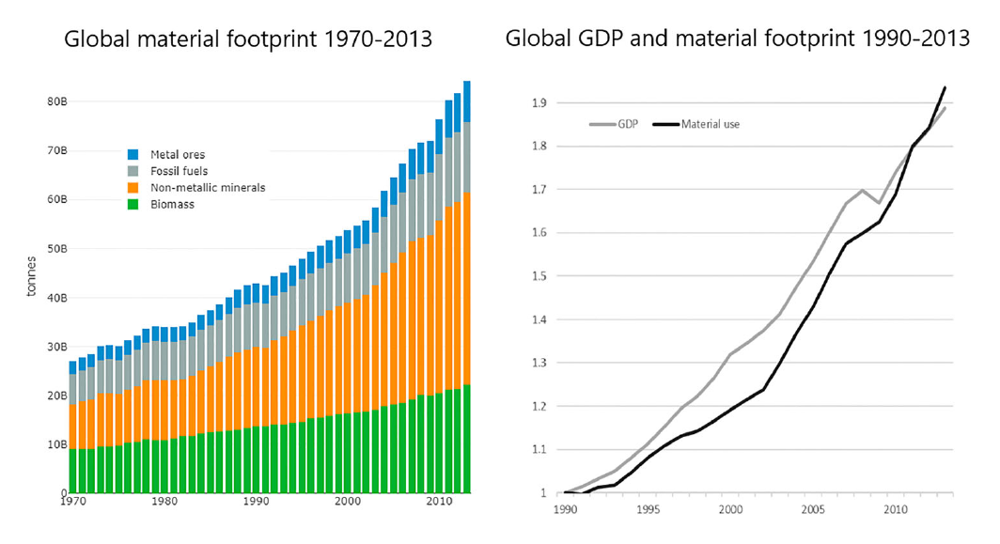 Global material footprint 1970-2013
80B
70B
60B
50B
40B
30B
20B
10B
0
tonnes
Metal ores
Fossil fuels
Non-metallic minerals
Biomass
1970
1980
1990
2000
2010
Global GDP and material footprint 1990-2013
1.9
1.8
1.7
1.6
1.5
1.4
1.3
1.2
1.1
1
GDP
Material use
1990
1995
2000
2005
2010